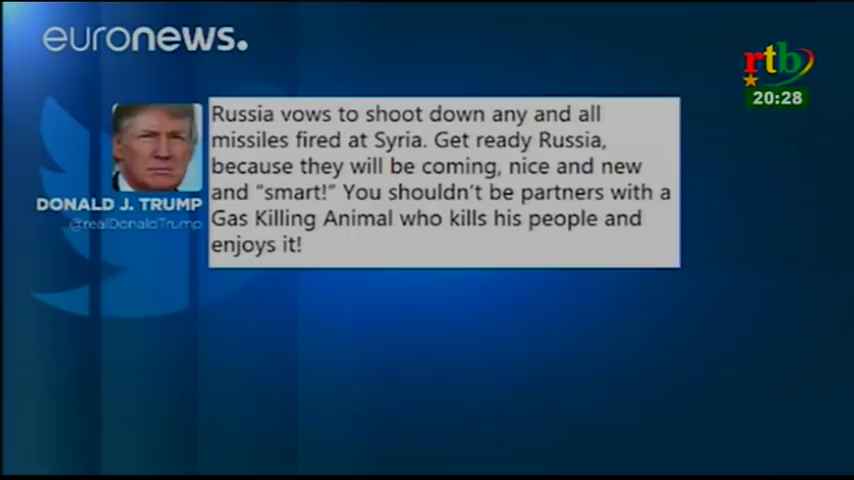 euronews.
rtb
20:28
Russia vows to shoot down any and all
missiles fired at Syria. Get ready Russia,
because they will be coming, nice and new
and “smart!” You shouldn’t be partners with a
Gas Killing Animal who kills his people and
enjoys it!
DONALD J. TRUMP
@realDonaldTrump